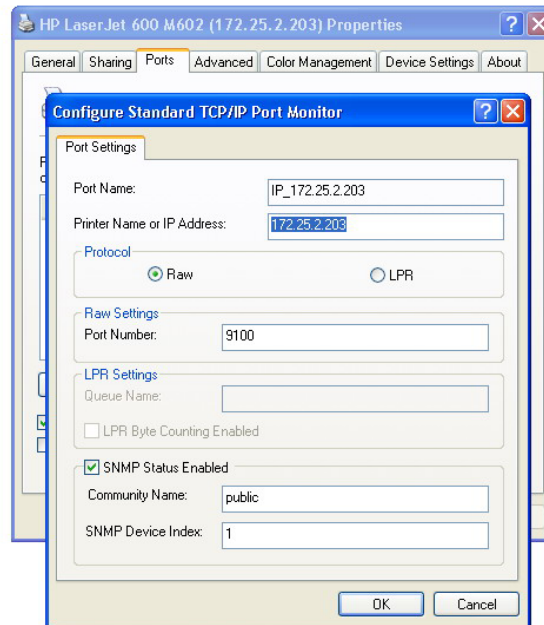 HP LaserJet 600 M602 (172.25.2.203) Properties
General Sharing Ports Advanced Color Management Device Settings About
Configure Standard TCP/IP Port Monitor
Port Settings
Port Name: IP_172.25.2.203
Printer Name or IP Address: 172.25.2.203
Protocol
Raw LPR
Raw Settings
Port Number: 9100
LPR Settings
Queue Name:
LPR Byte Counting Enabled
SNMP Status Enabled
Community Name: public
SNMP Device Index: 1
OK Cancel